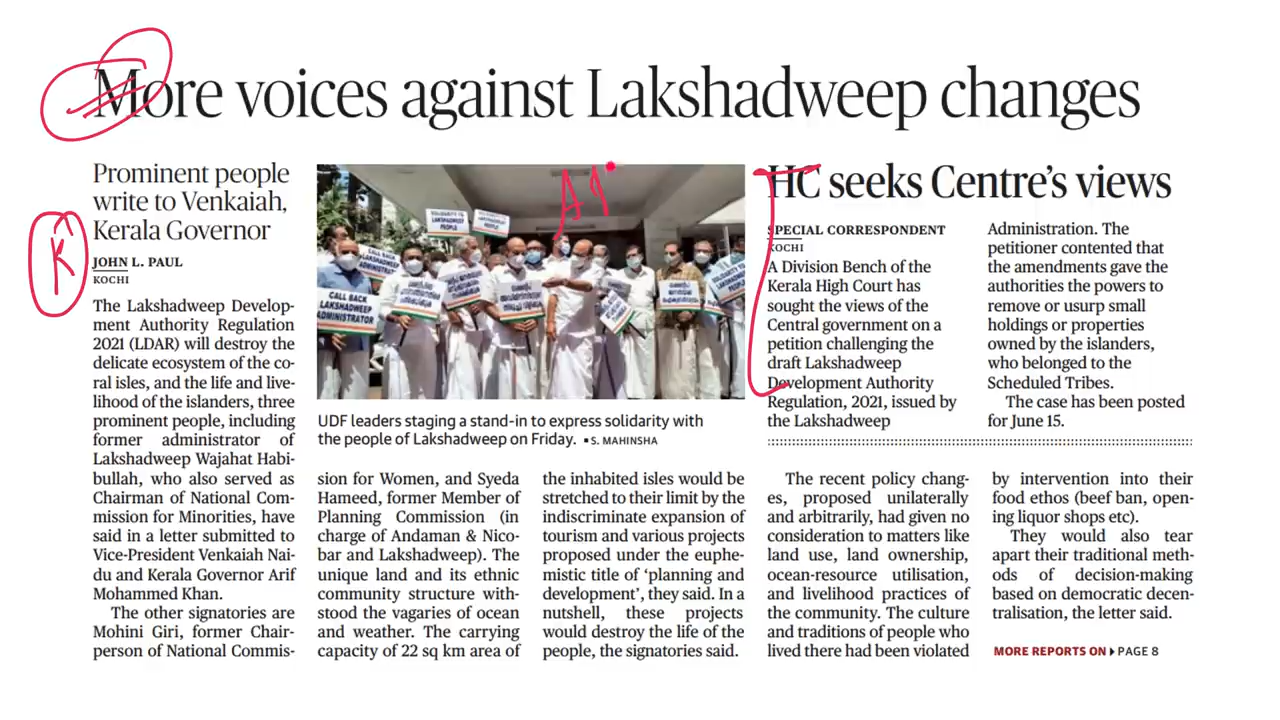 More voices against Lakshadweep changes
Prominent people
write to Venkaiah,
Kerala Governor
K
JOHN L. PAUL
KOCHI
The Lakshadweep Develop-
ment Authority Regulation
2021 (LDAR) will destroy the
delicate ecosystem of the co-
ral isles, and the life and live-
lihood of the islanders, three
prominent people, including
former administrator of
Lakshadweep Wajahat Habi-
bullah, who also served as
Chairman of National Com-
mission for Minorities, have
said in a letter submitted to
Vice-President Venkaiah Nai-
du and Kerala Governor Arif
Mohammed Khan.
The other signatories are
Mohini Giri, former Chair-
person of National Commis-
A
SOLIDARITY TO
LAKSHADWEEP
PEOPLE
CALL BACK
LAKSHADWEEP
ADMINISTRATOR
CALL BACK
LAKSHADWEEP
ADMINISTRATOR
UDF leaders staging a stand-in to express solidarity with
the people of Lakshadweep on Friday. ▪S. MAHINSHA
sion for Women, and Syeda
Hameed, former Member of
Planning Commission (in
charge of Andaman & Nico-
bar and Lakshadweep). The
unique land and its ethnic
community structure with-
stood the vagaries of ocean
and weather. The carrying
capacity of 22 sq km area of
the inhabited isles would be
stretched to their limit by the
indiscriminate expansion of
tourism and various projects
proposed under the euphe-
mistic title of ‘planning and
development’, they said. In a
nutshell, these projects
would destroy the life of the
people, the signatories said.
The recent policy chang-
es, proposed unilaterally
and arbitrarily, had given no
consideration to matters like
land use, land ownership,
ocean-resource utilisation,
and livelihood practices of
the community. The culture
and traditions of people who
lived there had been violated
by intervention into their
food ethos (beef ban, open-
ing liquor shops etc).
They would also tear
apart their traditional meth-
ods of decision-making
based on democratic decen-
tralisation, the letter said.
MORE REPORTS ON ▸ PAGE 8
HC seeks Centre’s views
SPECIAL CORRESPONDENT
KOCHI
A Division Bench of the
Kerala High Court has
sought the views of the
Central government on a
petition challenging the
draft Lakshadweep
Development Authority
Regulation, 2021, issued by
the Lakshadweep
Administration. The
petitioner contented that
the amendments gave the
authorities the powers to
remove or usurp small
holdings or properties
owned by the islanders,
who belonged to the
Scheduled Tribes.
The case has been posted
for June 15.